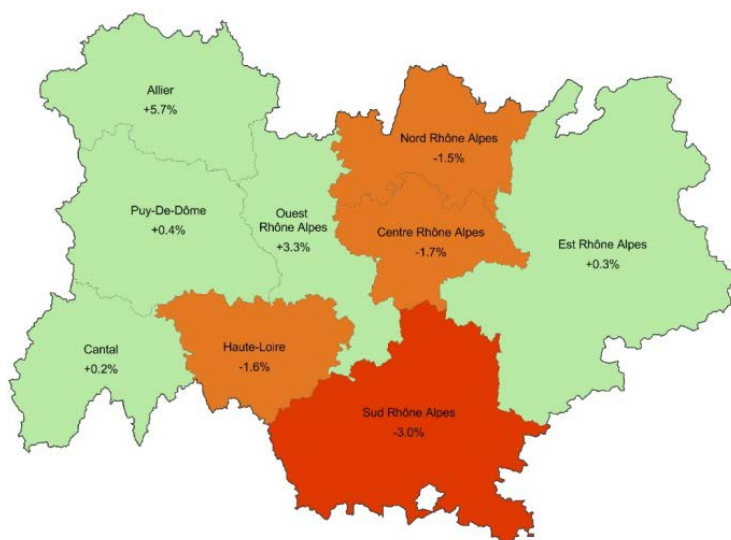 Allier
+5.7%
Nord Rhône Alpes
-1.5%
Puy-De-Dôme
+0.4%
Ouest
Rhône Alpes
+3.3%
Centre Rhône Alpes
-1.7%
Est Rhône Alpes
+0.3%
Cantal
+0.2%
Haute-Loire
-1.6%
Sud Rhône Alpes
-3.0%